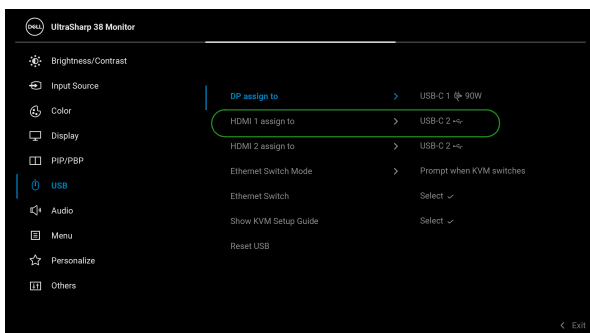 DELL UltraSharp 38 Monitor
Brightness/Contrast
Input Source
Color
Display
PIP/PBP
USB
Audio
Menu
Personalize
Others
DP assign to > USB-C 1 90W
HDMI 1 assign to > USB-C 2
HDMI 2 assign to > USB-C 2
Ethernet Switch Mode > Prompt when KVM switches
Ethernet Switch Select ✓
Show KVM Setup Guide Select ✓
Reset USB
< Exit